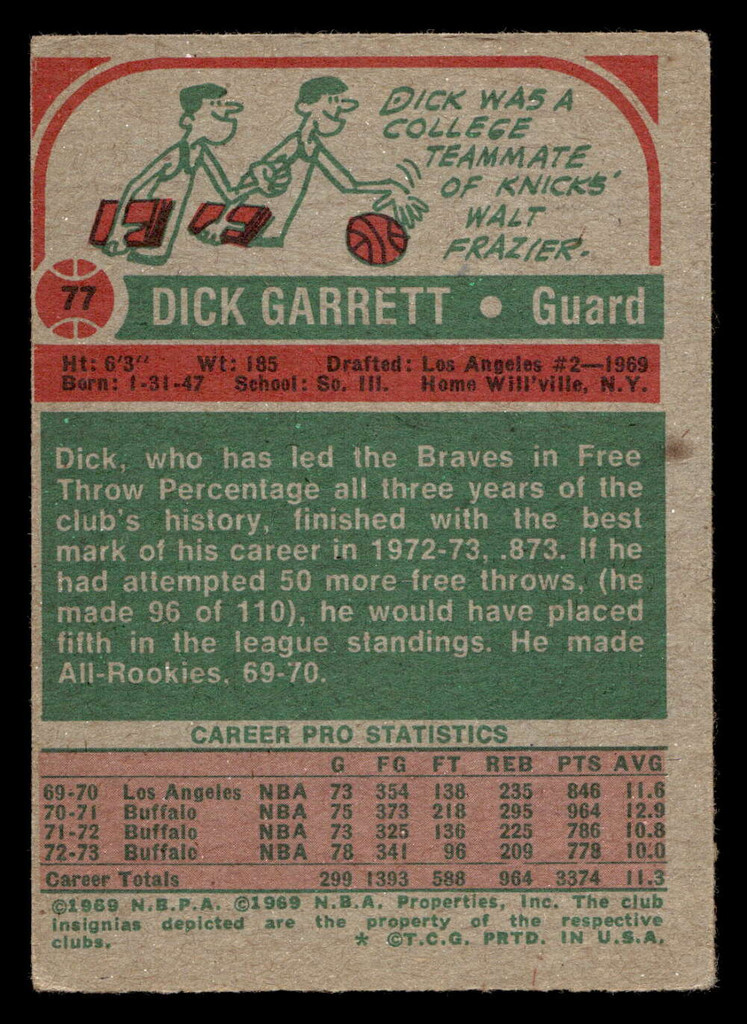 DICK WAS A
COLLEGE
TEAMMATE
OF KNICKS'
WALT
FRAZIER.
77
DICK GARRETT • Guard
Ht: 6'3" Wt: 185 Drafted: Los Angeles #2—1969
Born: 1-31-47 School: So. Ill. Home Will'ville, N.Y.
Dick, who has led the Braves in Free
Throw Percentage all three years of the
club's history, finished with the best
mark of his career in 1972-73, .873. If he
had attempted 50 more free throws, (he
made 96 of 110), he would have placed
fifth in the league standings. He made
All-Rookies, 69-70.
CAREER PRO STATISTICS
G FG FT REB PTS AVG
69-70 Los Angeles NBA 73 354 138 235 846 11.6
70-71 Buffalo NBA 75 373 218 295 964 12.9
71-72 Buffalo NBA 73 325 136 225 786 10.8
72-73 Buffalo NBA 78 341 96 209 778 10.0
Career Totals 299 1393 588 964 3374 11.3
©1969 N.B.P.A. ©1969 N.B.A. Properties, Inc. The club
insignias depicted are the property of the respective
clubs. * ©T.C.G. PRTD. IN U.S.A.